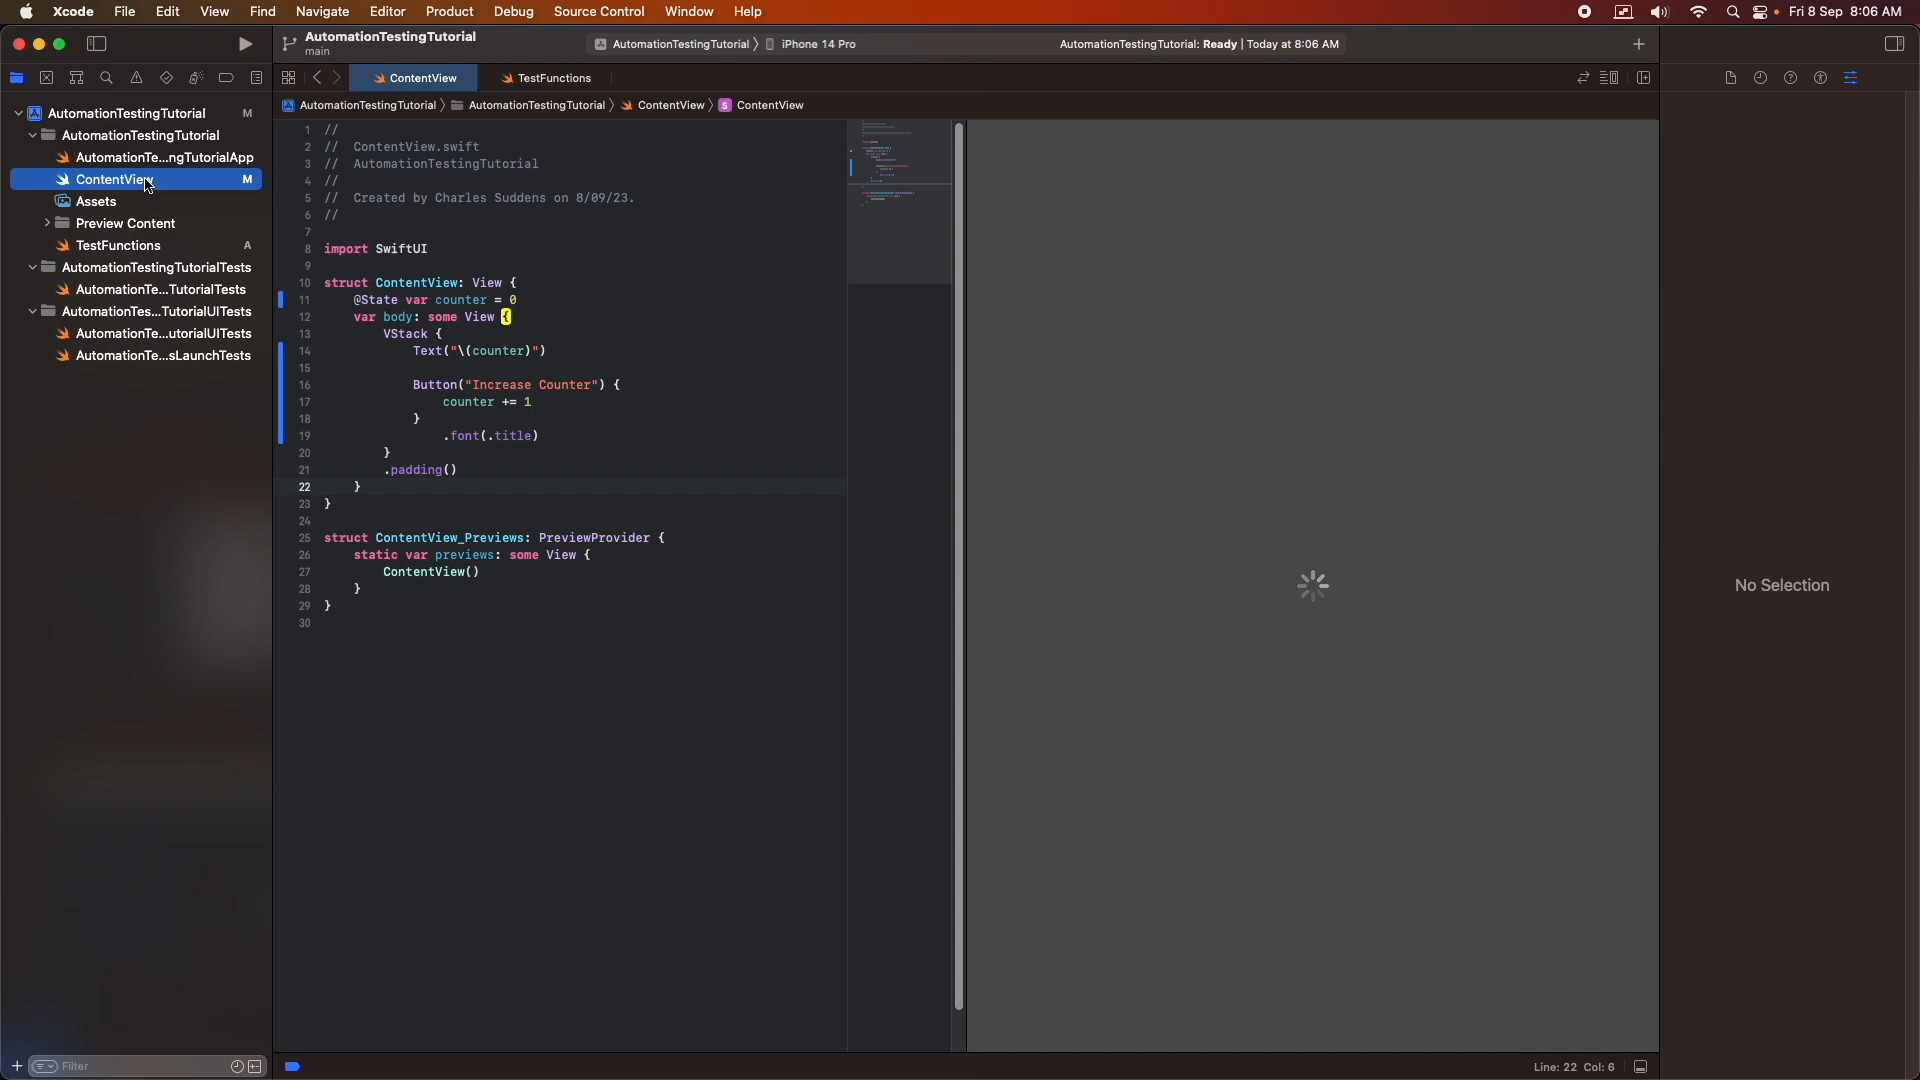 Xcode File Edit View Find Navigate Editor Product Debug Source Control Window Help
Fri 8 Sep 8:06 AM
AutomationTestingTutorial
main
AutomationTestingTutorial
iPhone 14 Pro
AutomationTestingTutorial: Ready | Today at 8:06 AM
ContentView
TestFunctions
AutomationTestingTutorial
AutomationTestingTutorial
ContentView
S ContentView
AutomationTestingTutorial M
AutomationTestingTutorial
AutomationTe...ngTutorialApp
ContentView M
Assets
Preview Content
TestFunctions A
AutomationTestingTutorialTests
AutomationTe...TutorialTests
AutomationTes...TutorialUITests
AutomationTe...utorialUITests
AutomationTe...sLaunchTests
1 //
2 // ContentView.swift
3 // AutomationTestingTutorial
4 //
5 // Created by Charles Suddens on 8/09/23.
6 //
7
8 import SwiftUI
9
10 struct ContentView: View {
11 @State var counter = 0
12 var body: some View {
13 VStack {
14 Text("\(counter)")
15
16 Button("Increase Counter") {
17 counter += 1
18 }
19 .font(.title)
20 }
21 .padding()
22 }
23 }
24
25 struct ContentView_Previews: PreviewProvider {
26 static var previews: some View {
27 ContentView()
28 }
29 }
30
No Selection
Filter
Line: 22 Col: 6